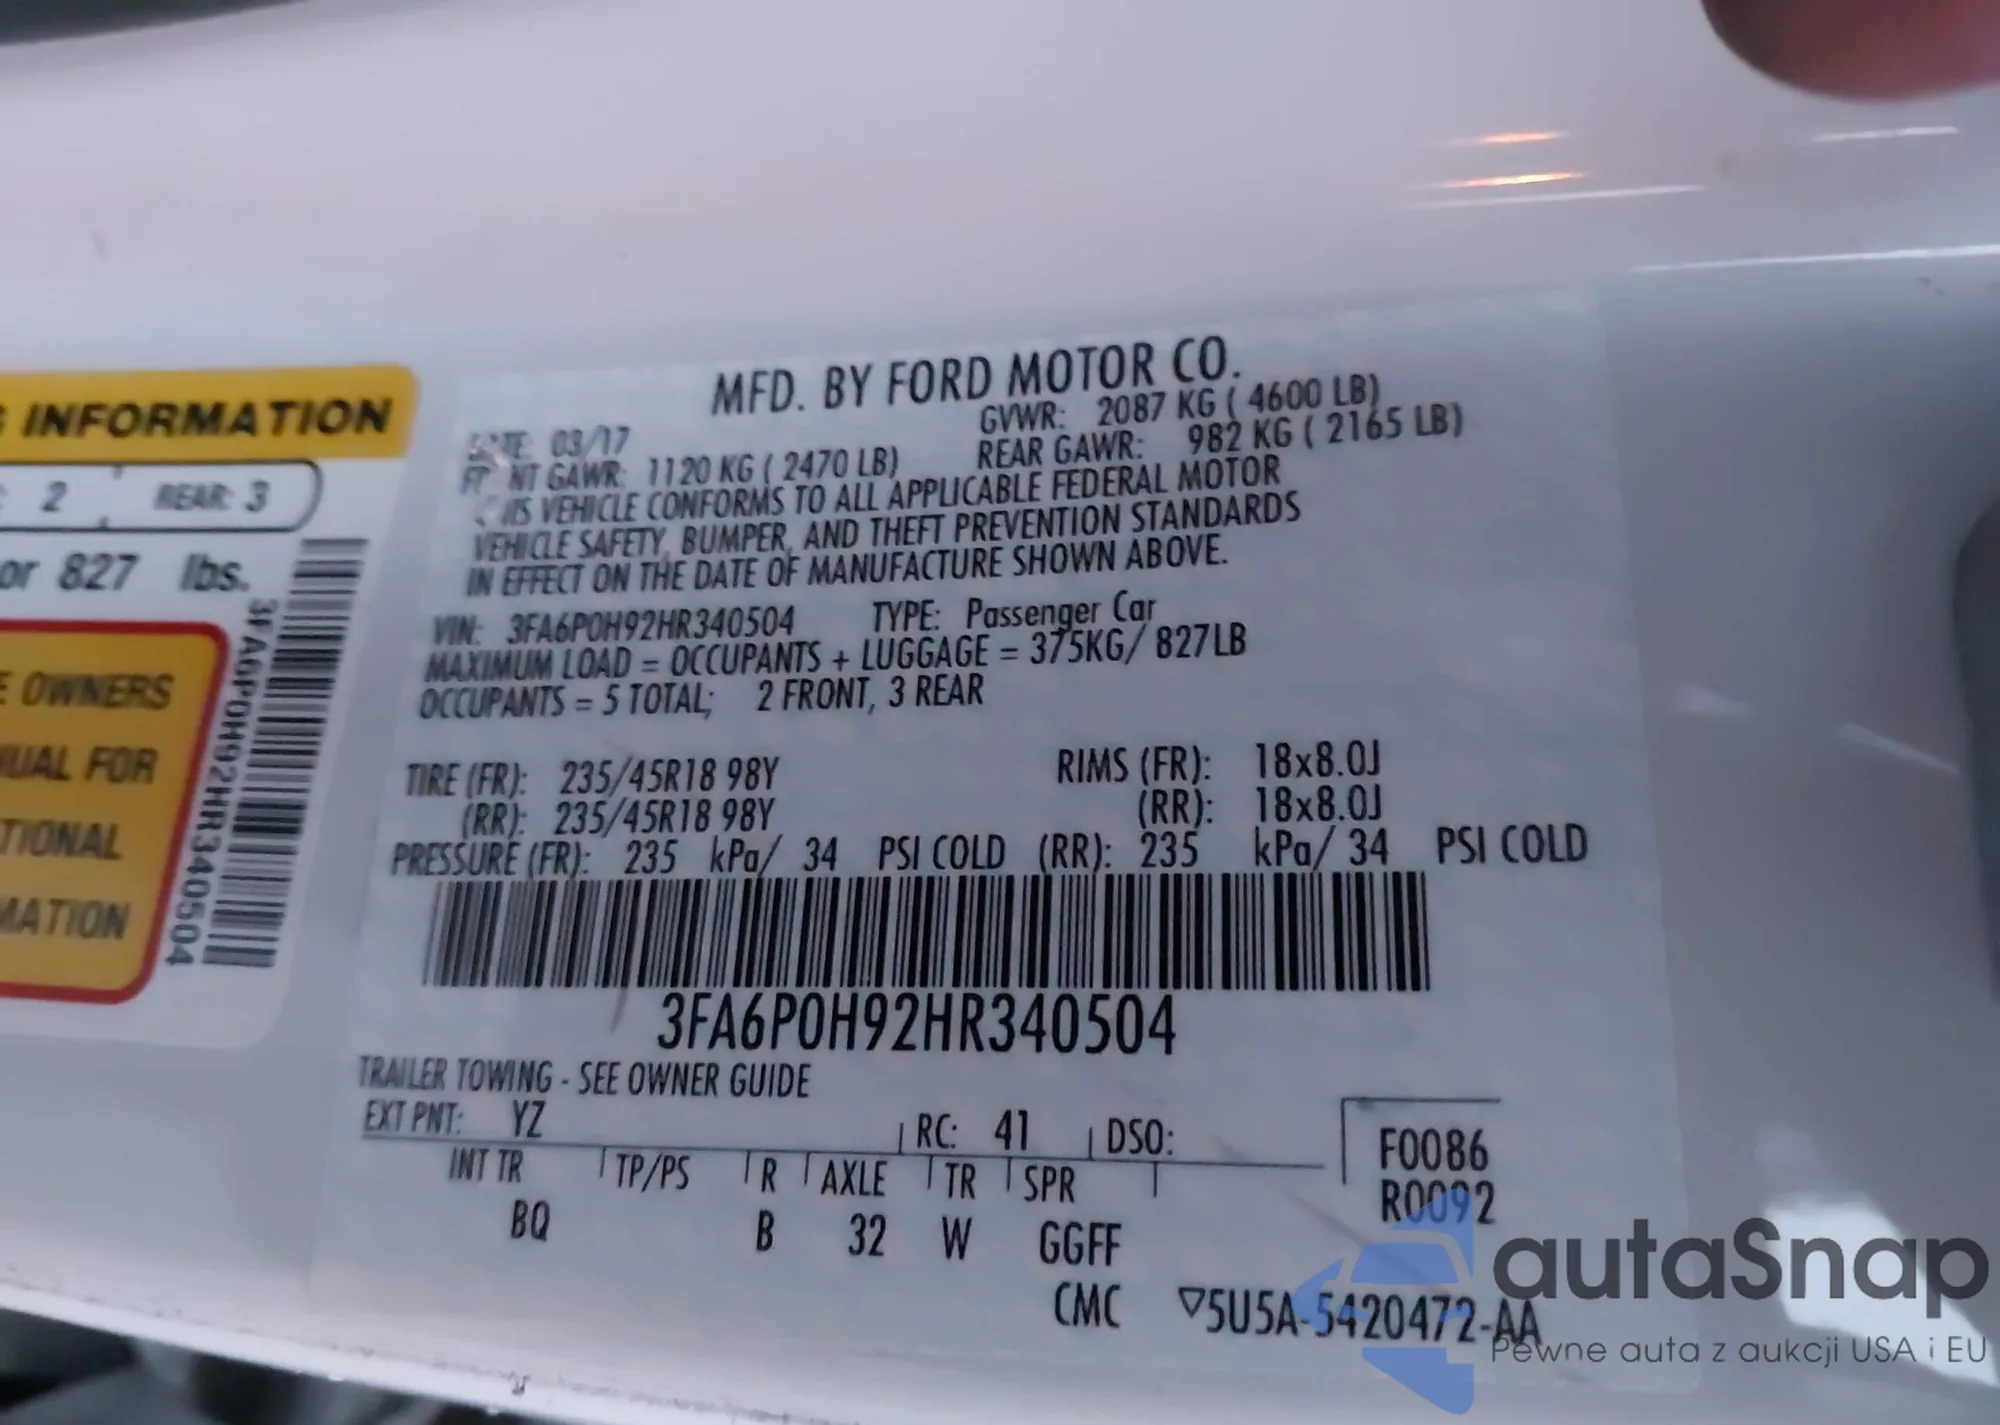 INFORMATION
2 REAR: 3
or 827 lbs.
OWNERS
FOR
3FA6P0H92HR340504
MFD. BY FORD MOTOR CO.
DATE: 03/17 GVWR: 2087 KG ( 4600 LB)
FRONT GAWR: 1120 KG ( 2470 LB) REAR GAWR: 982 KG ( 2165 LB)
THIS VEHICLE CONFORMS TO ALL APPLICABLE FEDERAL MOTOR
VEHICLE SAFETY, BUMPER, AND THEFT PREVENTION STANDARDS
IN EFFECT ON THE DATE OF MANUFACTURE SHOWN ABOVE.
VIN: 3FA6P0H92HR340504 TYPE: Passenger Car
MAXIMUM LOAD = OCCUPANTS + LUGGAGE = 375KG/ 827LB
OCCUPANTS = 5 TOTAL; 2 FRONT, 3 REAR
TIRE (FR): 235/45R18 98Y RIMS (FR): 18x8.0J
(RR): 235/45R18 98Y (RR): 18x8.0J
PRESSURE (FR): 235 kPa/ 34 PSI COLD (RR): 235 kPa/ 34 PSI COLD
3FA6P0H92HR340504
TRAILER TOWING - SEE OWNER GUIDE
EXT PNT: YZ RC: 41 DSO: F0086
INT TR TP/PS R AXLE TR SPR R0092
BQ B 32 W GGFF
CMC ▽5U5A-5420472-AA
autaSnap
Pewne auta z aukcji USA i EU